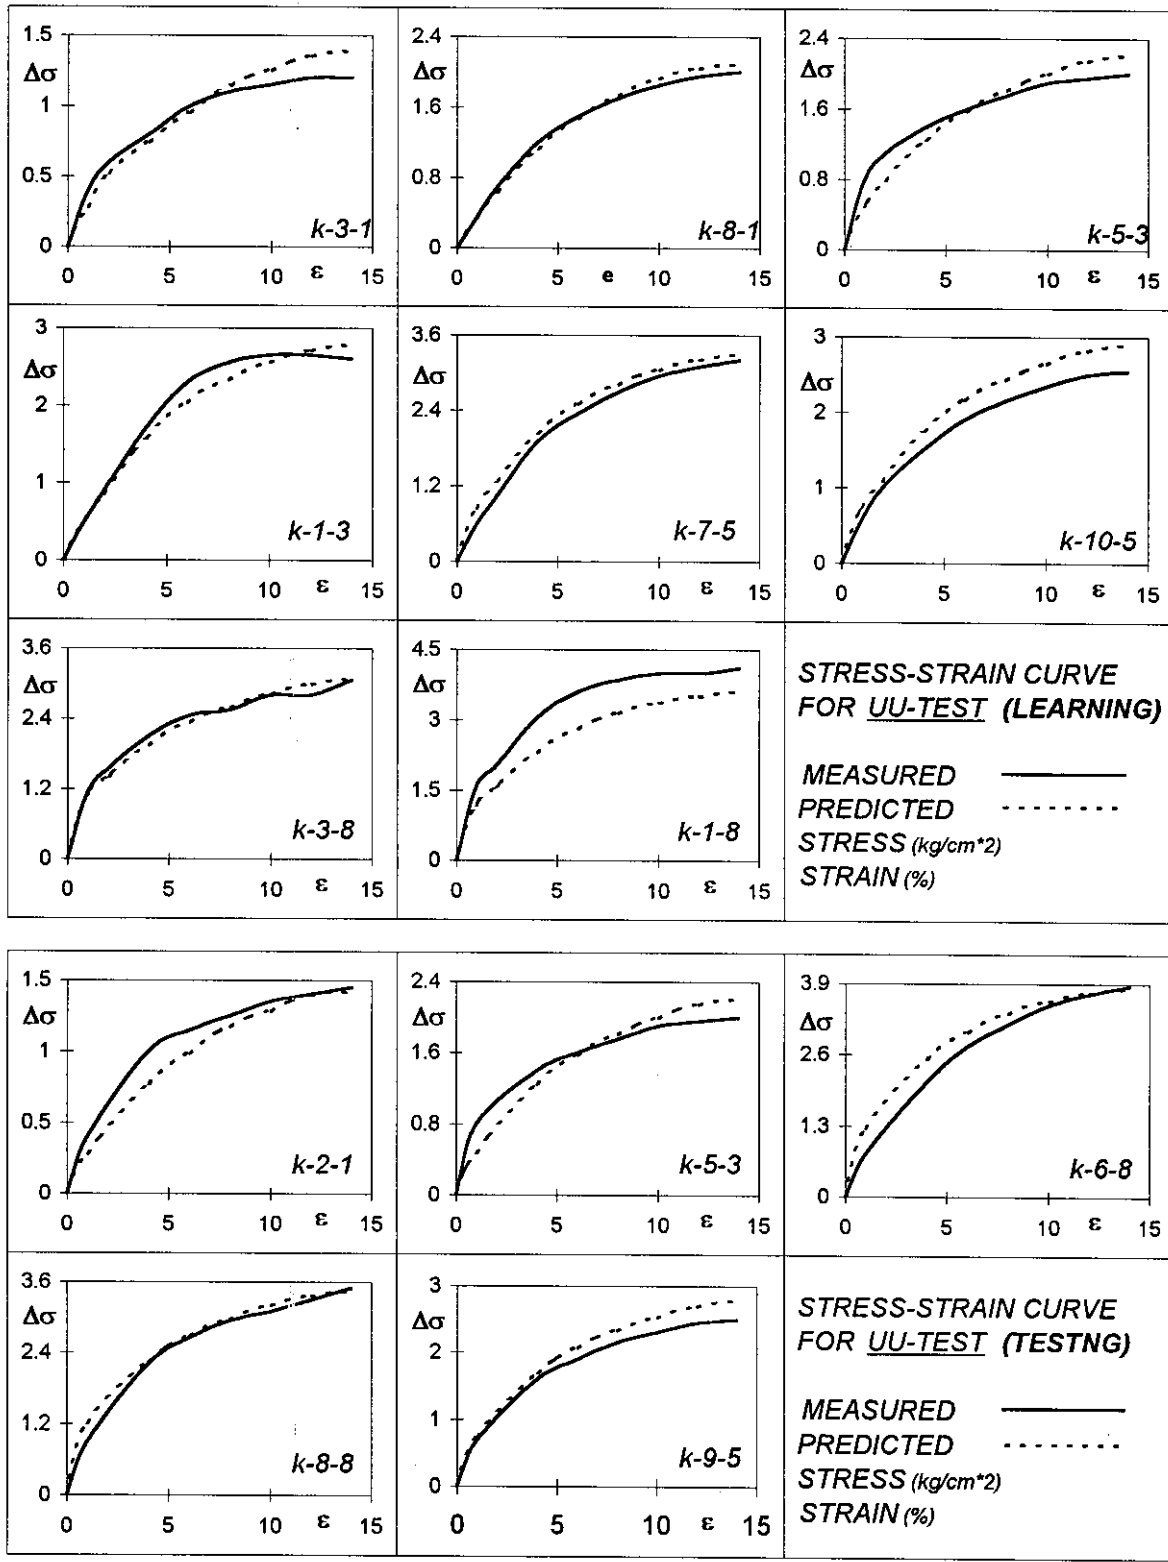 1.5
Δσ
1
0.5
0
k-3-1
0 5 ε 10 15
2.4
Δσ
1.6
0.8
0
k-8-1
0 5 e 10 15
2.4
Δσ
1.6
0.8
0
k-5-3
0 5 10 ε 15
3
Δσ
2
1
0
k-1-3
0 5 10 ε 15
3.6
Δσ
2.4
1.2
0
k-7-5
0 5 10 ε 15
3
Δσ
2
1
0
k-10-5
0 5 10 ε 15
3.6
Δσ
2.4
1.2
0
k-3-8
0 5 10 ε 15
4.5
Δσ
3
1.5
0
k-1-8
0 5 10 ε 15
STRESS-STRAIN CURVE
FOR UU-TEST (LEARNING)
MEASURED
PREDICTED
STRESS (kg/cm*2)
STRAIN (%)
1.5
Δσ
1
0.5
0
k-2-1
0 5 10 ε 15
2.4
Δσ
1.6
0.8
0
k-5-3
0 5 10 ε 15
3.9
Δσ
2.6
1.3
0
k-6-8
0 5 10 ε 15
3.6
Δσ
2.4
1.2
0
k-8-8
0 5 10 ε 15
3
Δσ
2
1
0
k-9-5
0 5 10 ε 15
STRESS-STRAIN CURVE
FOR UU-TEST (TESTNG)
MEASURED
PREDICTED
STRESS (kg/cm*2)
STRAIN (%)